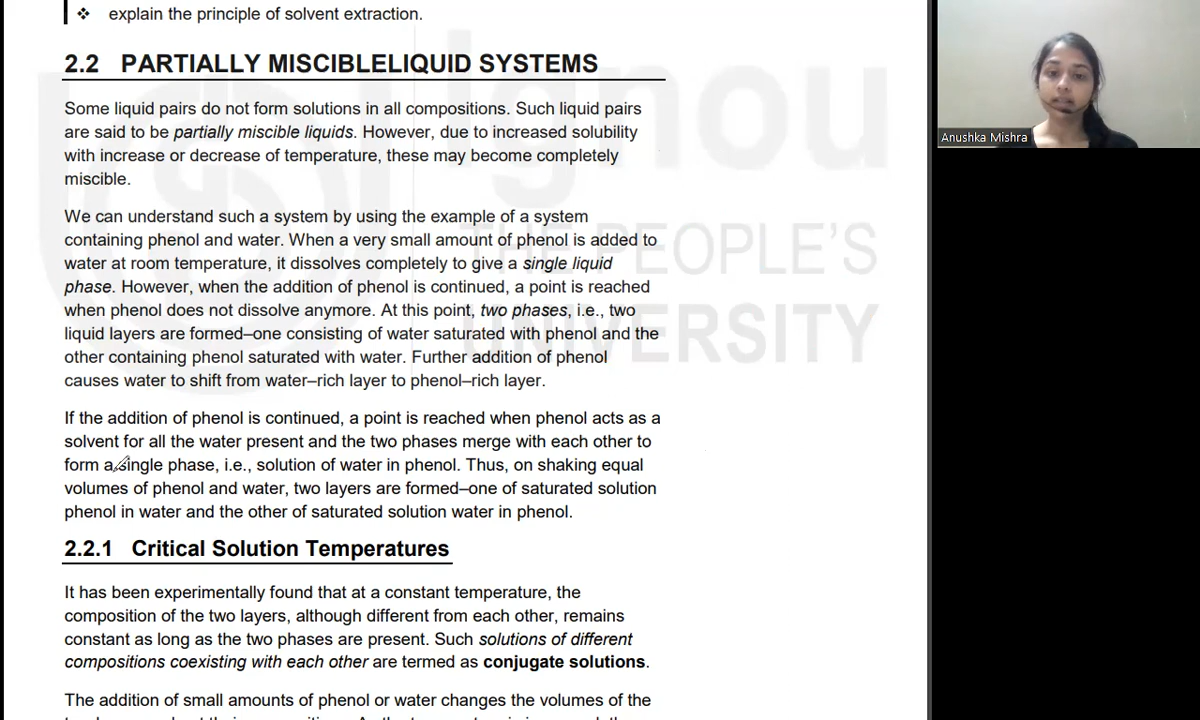 ❖ explain the principle of solvent extraction.
2.2 PARTIALLY MISCIBLELIQUID SYSTEMS
Some liquid pairs do not form solutions in all compositions. Such liquid pairs
are said to be partially miscible liquids. However, due to increased solubility
with increase or decrease of temperature, these may become completely
miscible.
We can understand such a system by using the example of a system
containing phenol and water. When a very small amount of phenol is added to
water at room temperature, it dissolves completely to give a single liquid
phase. However, when the addition of phenol is continued, a point is reached
when phenol does not dissolve anymore. At this point, two phases, i.e., two
liquid layers are formed–one consisting of water saturated with phenol and the
other containing phenol saturated with water. Further addition of phenol
causes water to shift from water–rich layer to phenol–rich layer.
If the addition of phenol is continued, a point is reached when phenol acts as a
solvent for all the water present and the two phases merge with each other to
form a single phase, i.e., solution of water in phenol. Thus, on shaking equal
volumes of phenol and water, two layers are formed–one of saturated solution
phenol in water and the other of saturated solution water in phenol.
2.2.1 Critical Solution Temperatures
It has been experimentally found that at a constant temperature, the
composition of the two layers, although different from each other, remains
constant as long as the two phases are present. Such solutions of different
compositions coexisting with each other are termed as conjugate solutions.
The addition of small amounts of phenol or water changes the volumes of the
ignou
THE PEOPLE'S
UNIVERSITY
Anushka Mishra